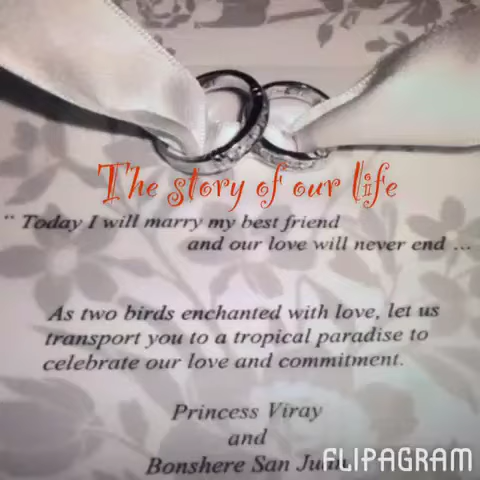 The story of our life
“ Today I will marry my best friend
and our love will never end ...
As two birds enchanted with love, let us
transport you to a tropical paradise to
celebrate our love and commitment.
Princess Viray
and
Bonshere San Juan
FLIPAGRAM